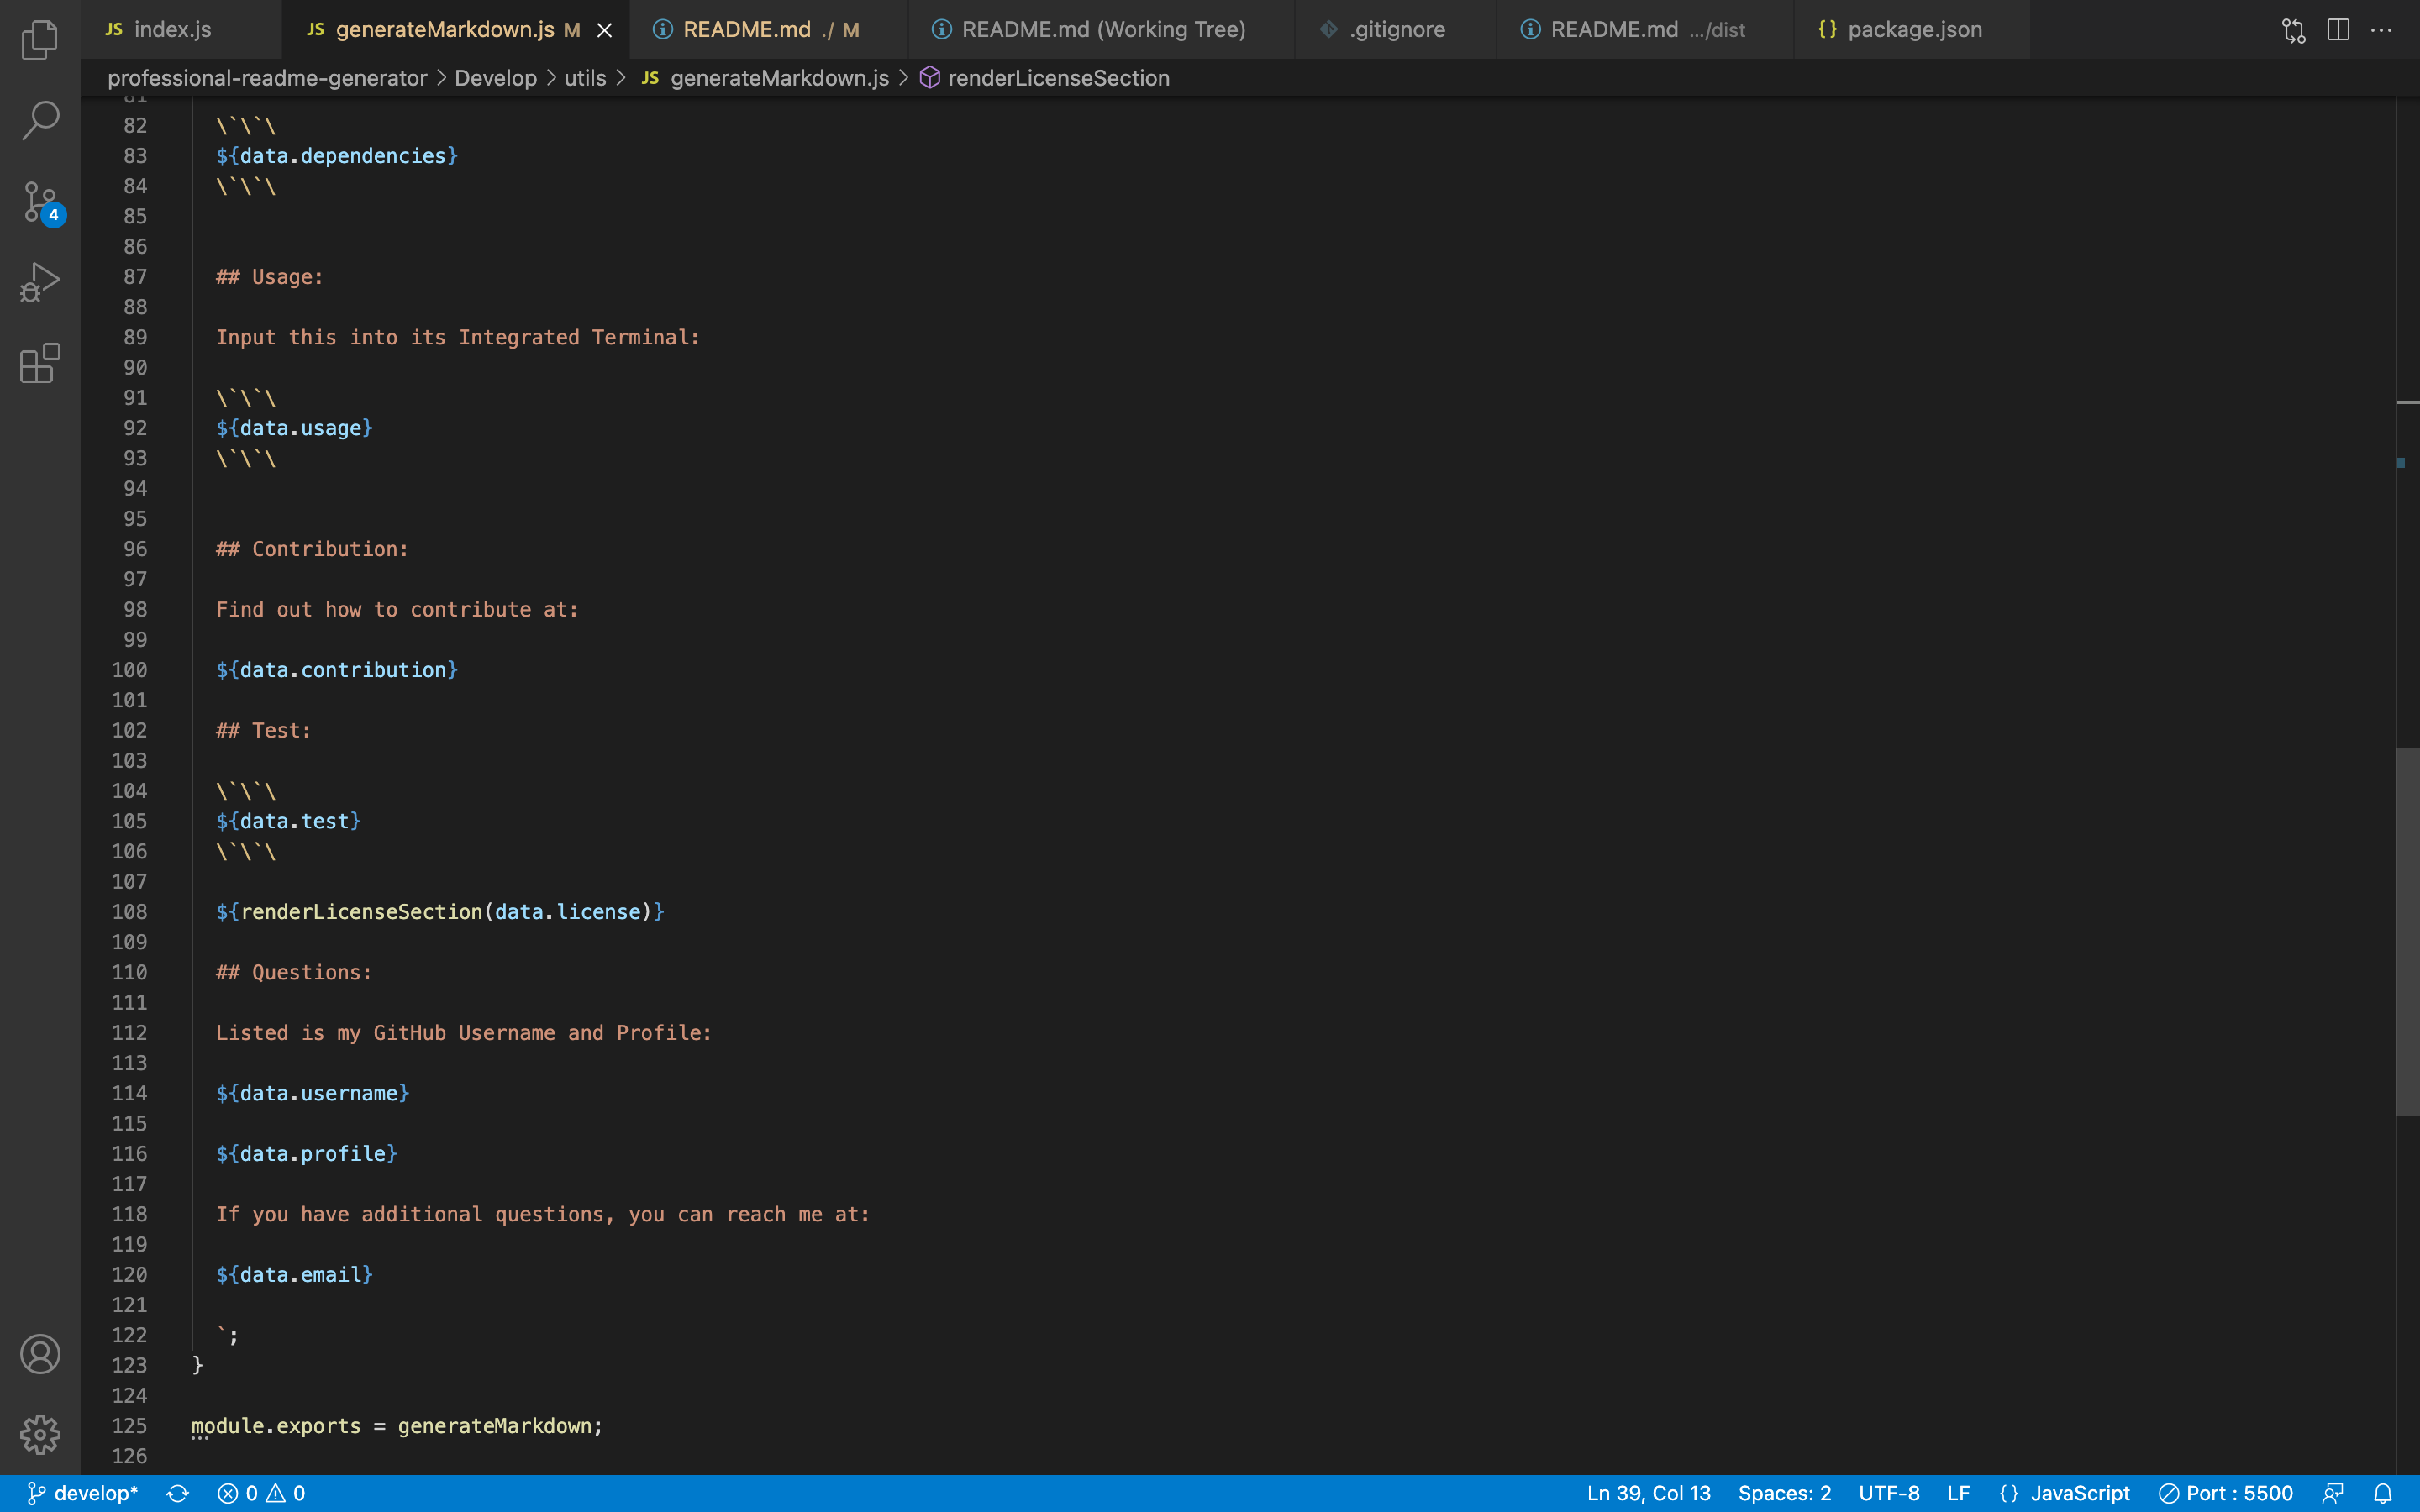 JS index.js
JS generateMarkdown.js M
README.md ./ M
README.md (Working Tree)
.gitignore
README.md .../dist
{} package.json
professional-readme-generator > Develop > utils > JS generateMarkdown.js > renderLicenseSection
81
82 \`\`\
83 ${data.dependencies}
84 \`\`\
85
86
87 ## Usage:
88
89 Input this into its Integrated Terminal:
90
91 \`\`\
92 ${data.usage}
93 \`\`\
94
95
96 ## Contribution:
97
98 Find out how to contribute at:
99
100 ${data.contribution}
101
102 ## Test:
103
104 \`\`\
105 ${data.test}
106 \`\`\
107
108 ${renderLicenseSection(data.license)}
109
110 ## Questions:
111
112 Listed is my GitHub Username and Profile:
113
114 ${data.username}
115
116 ${data.profile}
117
118 If you have additional questions, you can reach me at:
119
120 ${data.email}
121
122 `;
123 }
124
125 module.exports = generateMarkdown;
126
4
develop* 0 0 Ln 39, Col 13 Spaces: 2 UTF-8 LF {} JavaScript Port : 5500